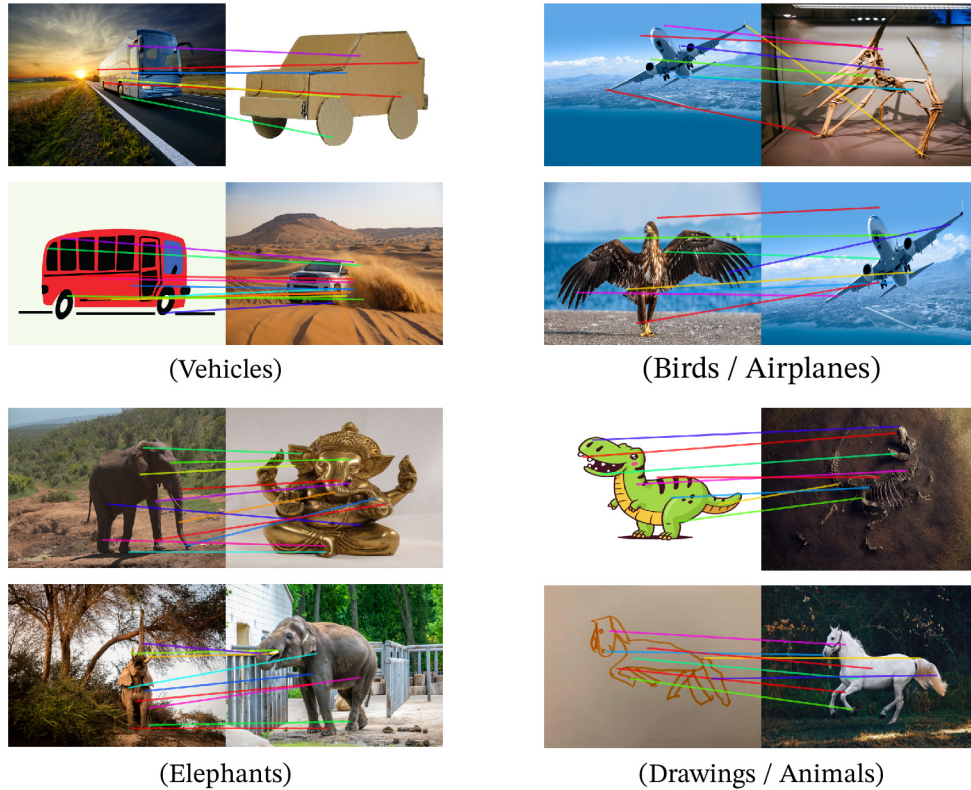 (Vehicles)
(Birds / Airplanes)
(Elephants)
(Drawings / Animals)